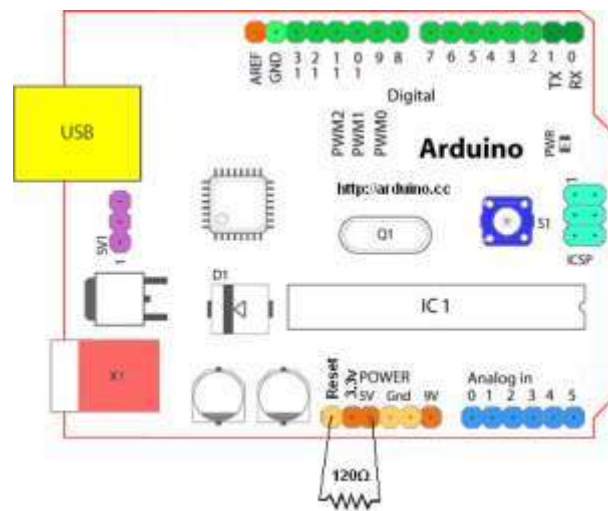 AREF GND 13 12 11 10 9 8 7 6 5 4 3 2 1 0
TX RX
Digital
USB
PWM2 PWM1 PWM0
Arduino
PWR
http://arduino.cc
SV1
1
Q1
S1
1
ICSP
D1
IC 1
X1
Reset 3.3v POWER
5V Gnd 9V
Analog in
0 1 2 3 4 5
120Ω